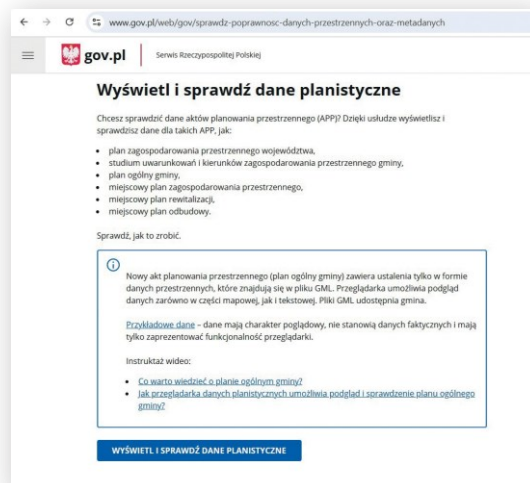 www.gov.pl/web/gov/sprawdz-poprawnosc-danych-przestrzennych-oraz-metadanych
gov.pl
Serwis Rzeczypospolitej Polskiej
Wyświetl i sprawdź dane planistyczne
Chcesz sprawdzić dane aktów planowania przestrzennego (APP)? Dzięki usłudze wyświetlisz i
sprawdzisz dane dla takich APP, jak:
• plan zagospodarowania przestrzennego województwa,
• studium uwarunkowań i kierunków zagospodarowania przestrzennego gminy,
• plan ogólny gminy,
• miejscowy plan zagospodarowania przestrzennego,
• miejscowy plan rewitalizacji,
• miejscowy plan odbudowy.
Sprawdź, jak to zrobić.
Nowy akt planowania przestrzennego (plan ogólny gminy) zawiera ustalenia tylko w formie
danych przestrzennych, które znajdują się w pliku GML. Przeglądarka umożliwia podgląd
danych zarówno w części mapowej, jak i tekstowej. Pliki GML udostępnia gmina.
Przykładowe dane – dane mają charakter poglądowy, nie stanowią danych faktycznych i mają
tylko zaprezentować funkcjonalność przeglądarki.
Instruktaż wideo:
• Co warto wiedzieć o planie ogólnym gminy?
• Jak przeglądarka danych planistycznych umożliwia podgląd i sprawdzenie planu ogólnego
gminy?
WYŚWIETL I SPRAWDŹ DANE PLANISTYCZNE